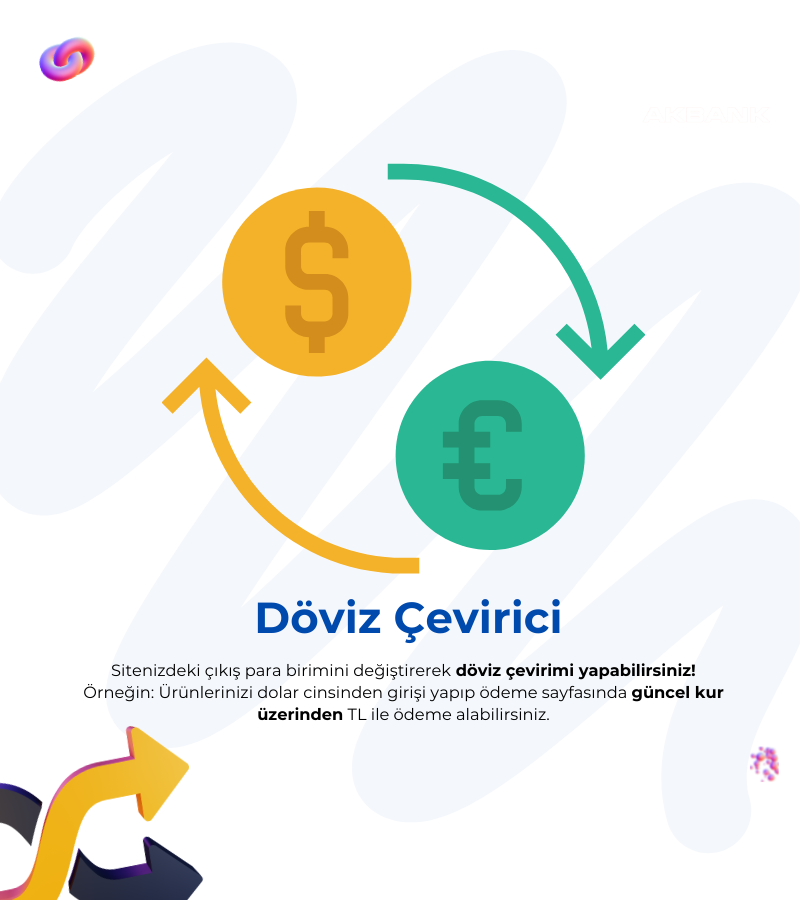 Döviz Çevirici
Sitenizdeki çıkış para birimini değiştirerek döviz çevirimi yapabilirsiniz!
Örneğin: Ürünlerinizi dolar cinsinden girişi yapıp ödeme sayfasında güncel kur
üzerinden TL ile ödeme alabilirsiniz.